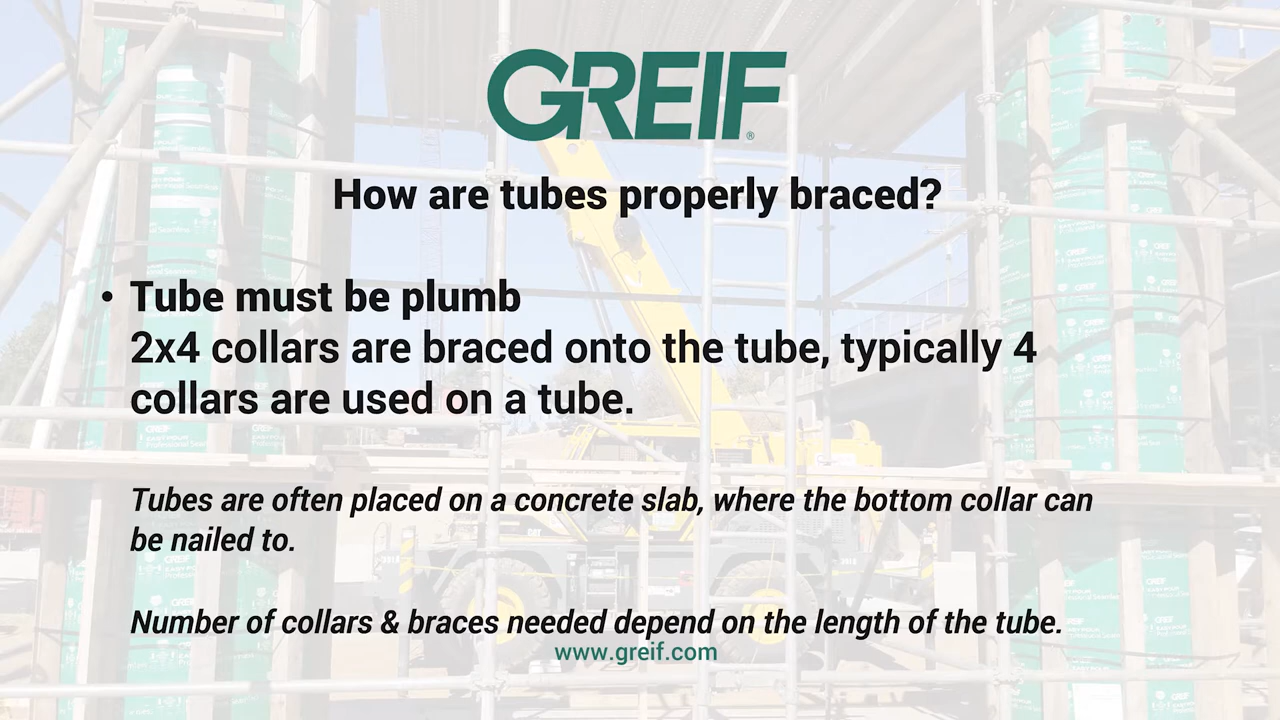 GREIF®
How are tubes properly braced?
• Tube must be plumb
2x4 collars are braced onto the tube, typically 4
collars are used on a tube.
Tubes are often placed on a concrete slab, where the bottom collar can
be nailed to.
Number of collars & braces needed depend on the length of the tube.
www.greif.com